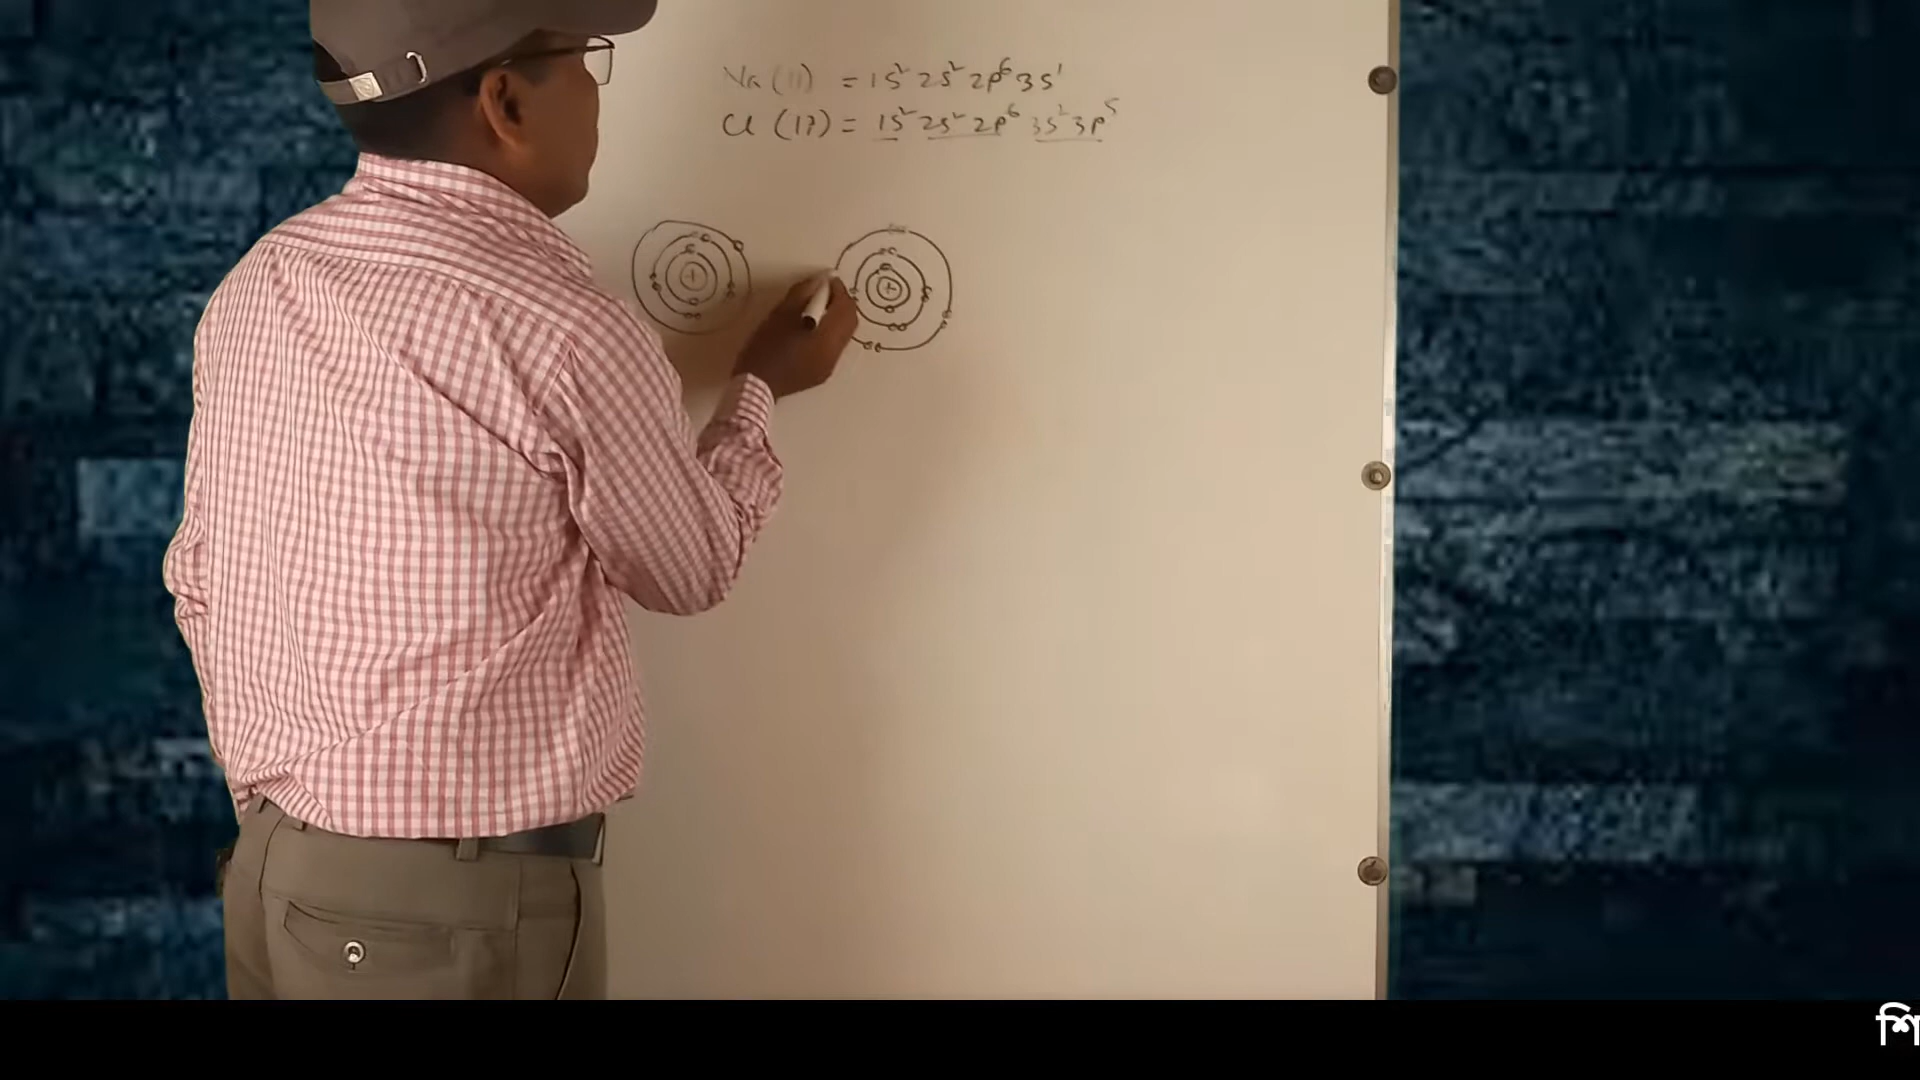 Na (11) = 1s² 2s² 2p⁶ 3s¹
Cl (17) = 1s² 2s² 2p⁶ 3s² 3p⁵
+ +
শি